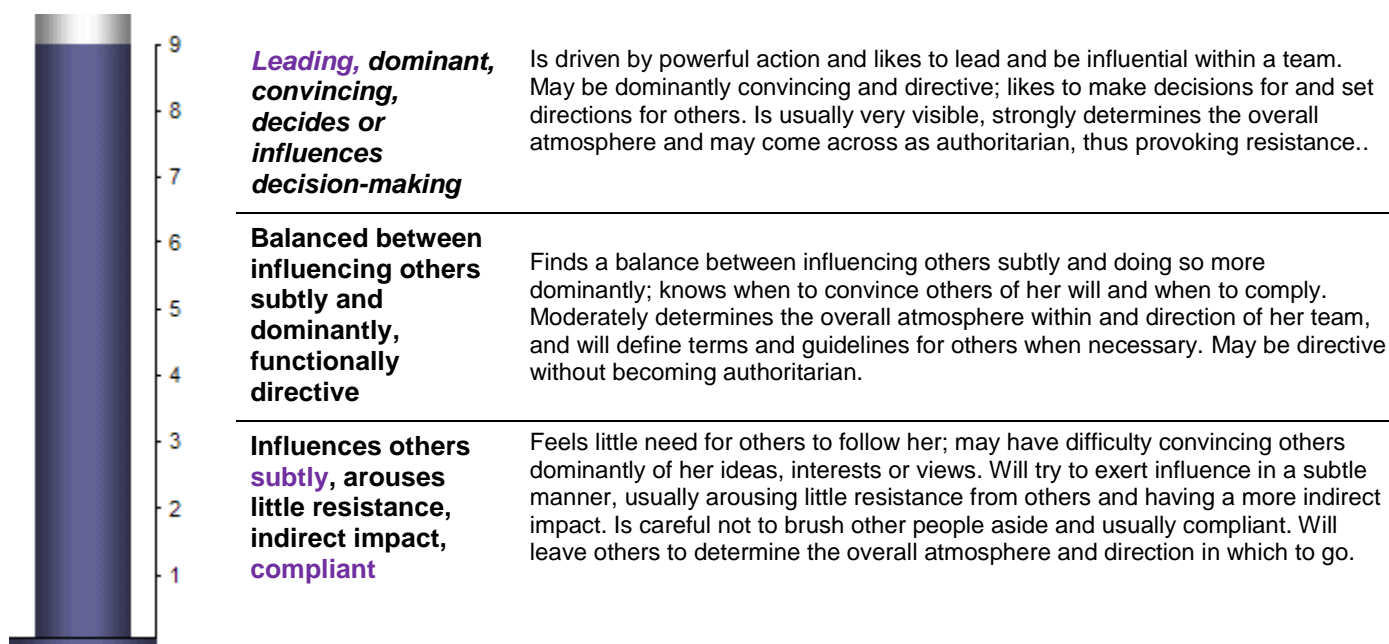 9
8
7
6
5
4
3
2
1
Leading, dominant,
convincing,
decides or
influences
decision-making
Is driven by powerful action and likes to lead and be influential within a team.
May be dominantly convincing and directive; likes to make decisions for and set
directions for others. Is usually very visible, strongly determines the overall
atmosphere and may come across as authoritarian, thus provoking resistance..
Balanced between
influencing others
subtly and
dominantly,
functionally
directive
Finds a balance between influencing others subtly and doing so more
dominantly; knows when to convince others of her will and when to comply.
Moderately determines the overall atmosphere within and direction of her team,
and will define terms and guidelines for others when necessary. May be directive
without becoming authoritarian.
Influences others
subtly, arouses
little resistance,
indirect impact,
compliant
Feels little need for others to follow her; may have difficulty convincing others
dominantly of her ideas, interests or views. Will try to exert influence in a subtle
manner, usually arousing little resistance from others and having a more indirect
impact. Is careful not to brush other people aside and usually compliant. Will
leave others to determine the overall atmosphere and direction in which to go.